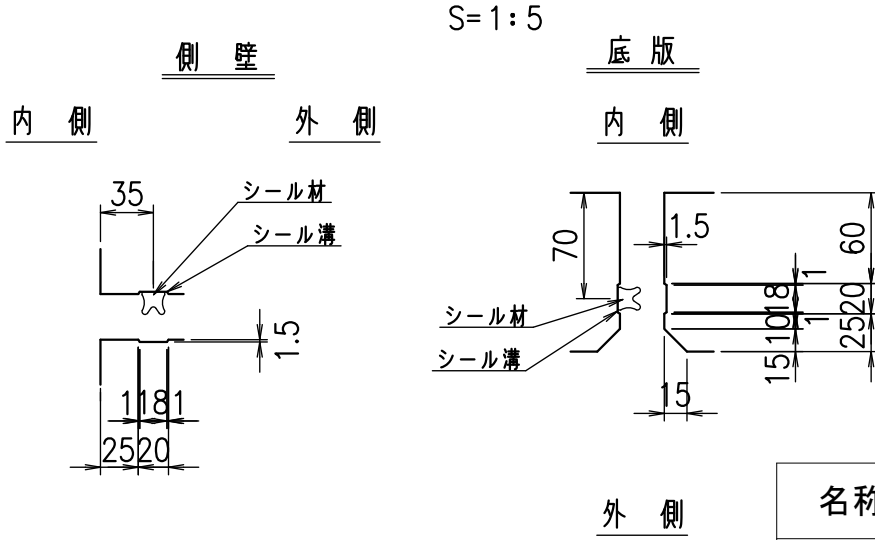 S=1:5
側 壁
底 版
内 側
外 側
内 側
35
シール材
シール溝
1.5
1 18 1
25 20
70
1.5
60
1
18
20
1
10
25
15
15
シール材
シール溝
外 側
名称